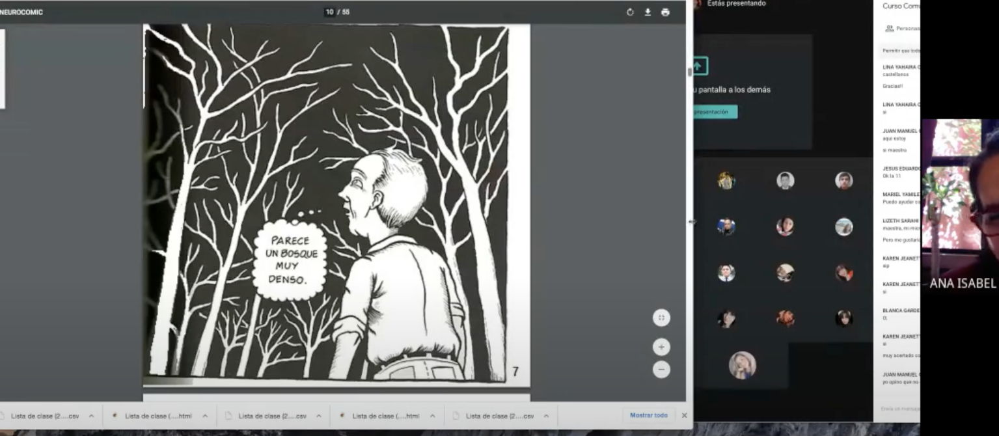 NEUROCOMIC
10 / 55
PARECE
UN BOSQUE
MUY
DENSO.
7
Lista de clase (2....csv
Lista de clase (....html
Lista de clase (2....csv
Lista de clase (....html
Lista de clase (2....csv
Mostrar todo
Estás presentando
u pantalla a los demás
presentación
Curso Com
Personas
Permitir que todo
LINA YAHAIRA C
castellanos
Gracias!!
LINA YAHAIRA C
si
JUAN MANUEL
aqui estoy
si maestra
JESUS EDUARDO
Ok la 11
MARIEL YAMILE
Puedo ayudar co
LIZETH SARAHI
maestra, mi mic
Pero me gustaria
KAREN JEANETT
sip
KAREN JEANET
si
BLANCA GARDE
KAREN JEANET
si
muy acertado co
JUAN MANUEL
yo opino que no
Envía un mensaje
ANA ISABEL